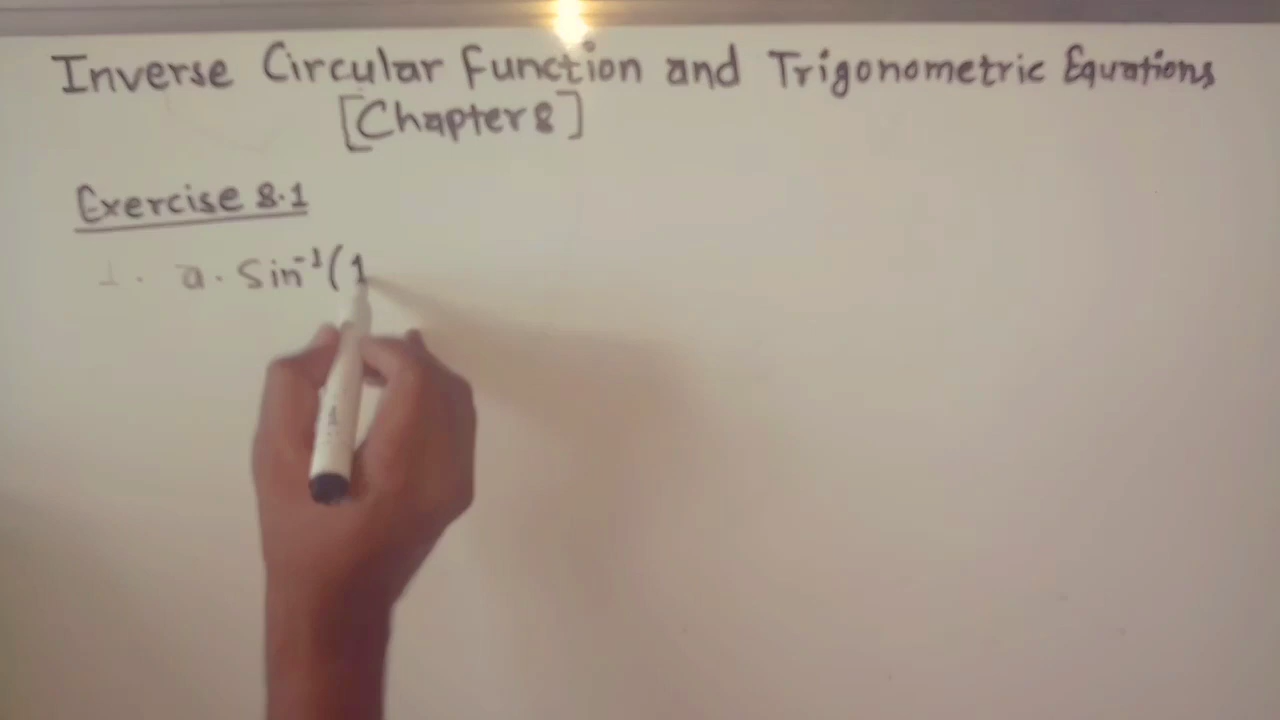 Inverse Circular Function and Trigonometric Equations
[Chapter 8]
Exercise 8.1
1. a. Sin⁻¹(1